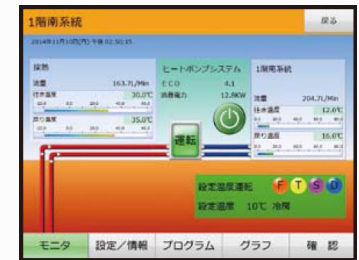 1階南系統
戻る
2014年11月10日(月) 午後 02:50:15
採熱
ヒートポンプシステム
1階南系統
流量 163.7L/Min
ECO 4.1
往水温度 30.0℃
消費電力 12.8KW
流量 204.7L/Min
往水温度 12.6℃
戻り温度 35.0℃
戻り温度 16.6℃
運転
設定温度運転 F T S D
設定温度 10℃ 冷房
モニタ 設定/情報 プログラム グラフ 確 認